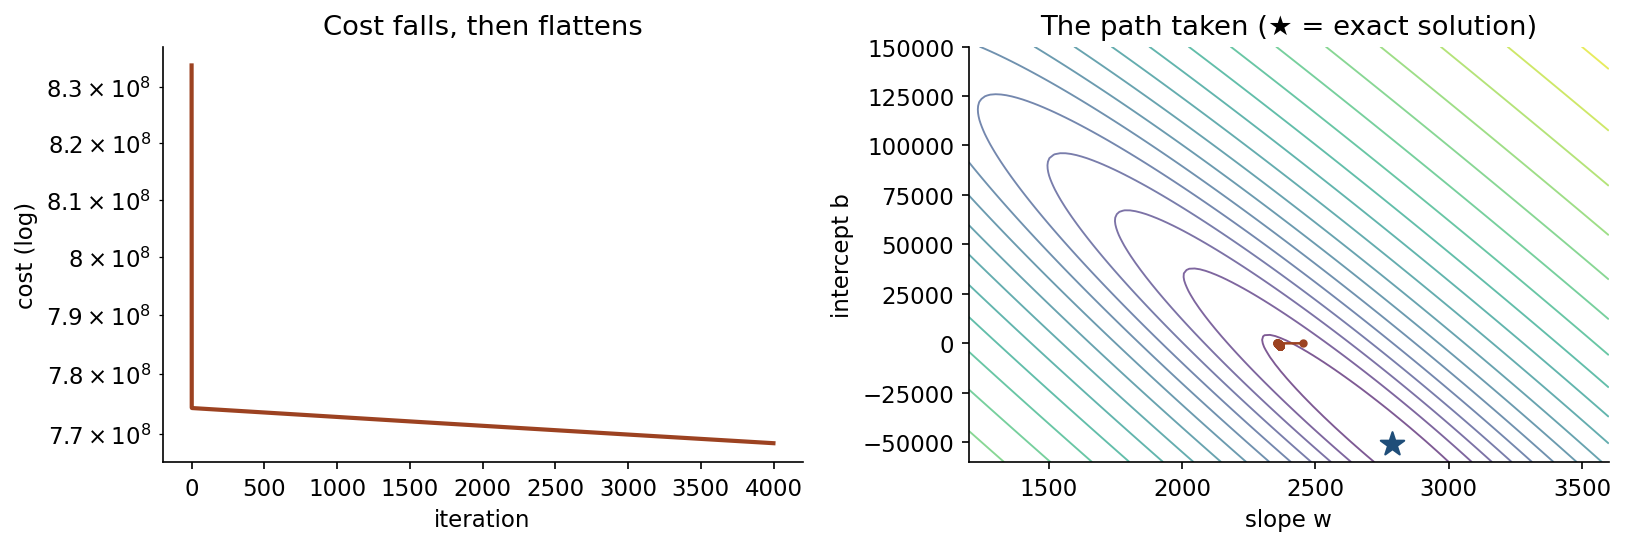 Cost falls, then flattens
cost (log)
8.3 × 10⁸
8.2 × 10⁸
8.1 × 10⁸
8 × 10⁸
7.9 × 10⁸
7.8 × 10⁸
7.7 × 10⁸
0 500 1000 1500 2000 2500 3000 3500 4000
iteration
The path taken (★ = exact solution)
intercept b
150000
125000
100000
75000
50000
25000
0
−25000
−50000
1500 2000 2500 3000 3500
slope w